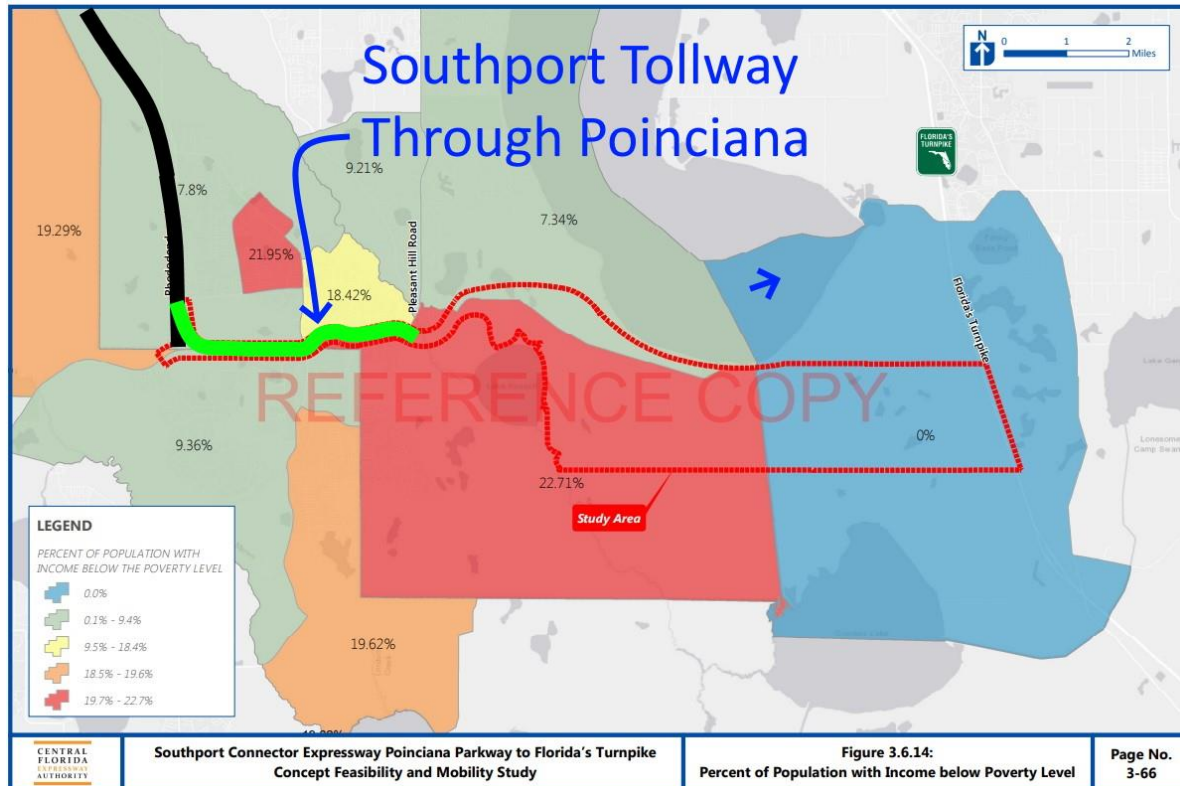 Southport Tollway
Through Poinciana
N
0 1 2
Miles
FLORIDA'S
TURNPIKE
7.8%
9.21%
19.29%
21.95%
7.34%
18.42%
Pleasant Hill Road
Florida's Turnpike
REFERENCE COPY
9.36%
0%
22.71%
Study Area
19.62%
LEGEND
PERCENT OF POPULATION WITH
INCOME BELOW THE POVERTY LEVEL
0.0%
0.1% - 9.4%
9.5% - 18.4%
18.5% - 19.6%
19.7% - 22.7%
CENTRAL
FLORIDA
EXPRESSWAY
AUTHORITY
Southport Connector Expressway Poinciana Parkway to Florida's Turnpike
Concept Feasibility and Mobility Study
Figure 3.6.14:
Percent of Population with Income below Poverty Level
Page No.
3-66